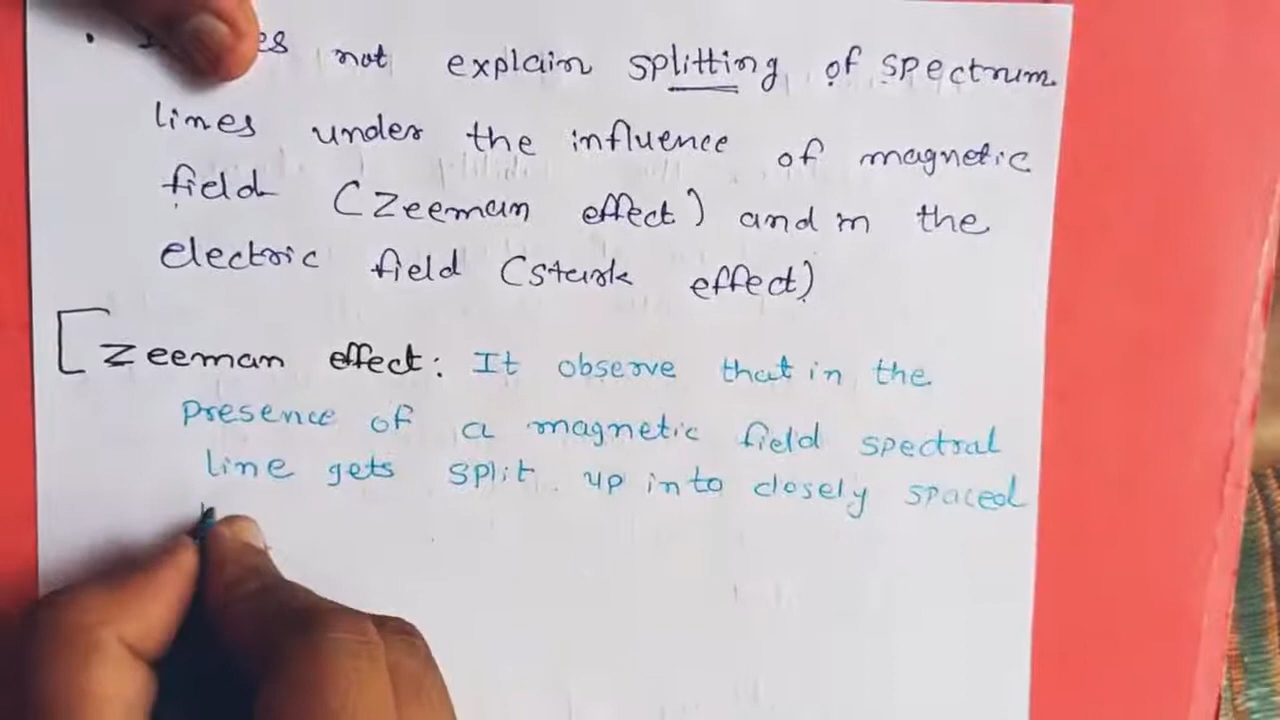 not explain splitting of spectrum
lines under the influence of magnetic
field (Zeeman effect) and in the
electric field (Stark effect)
Zeeman effect: It observe that in the
presence of a magnetic field spectral
line gets split up into closely spaced